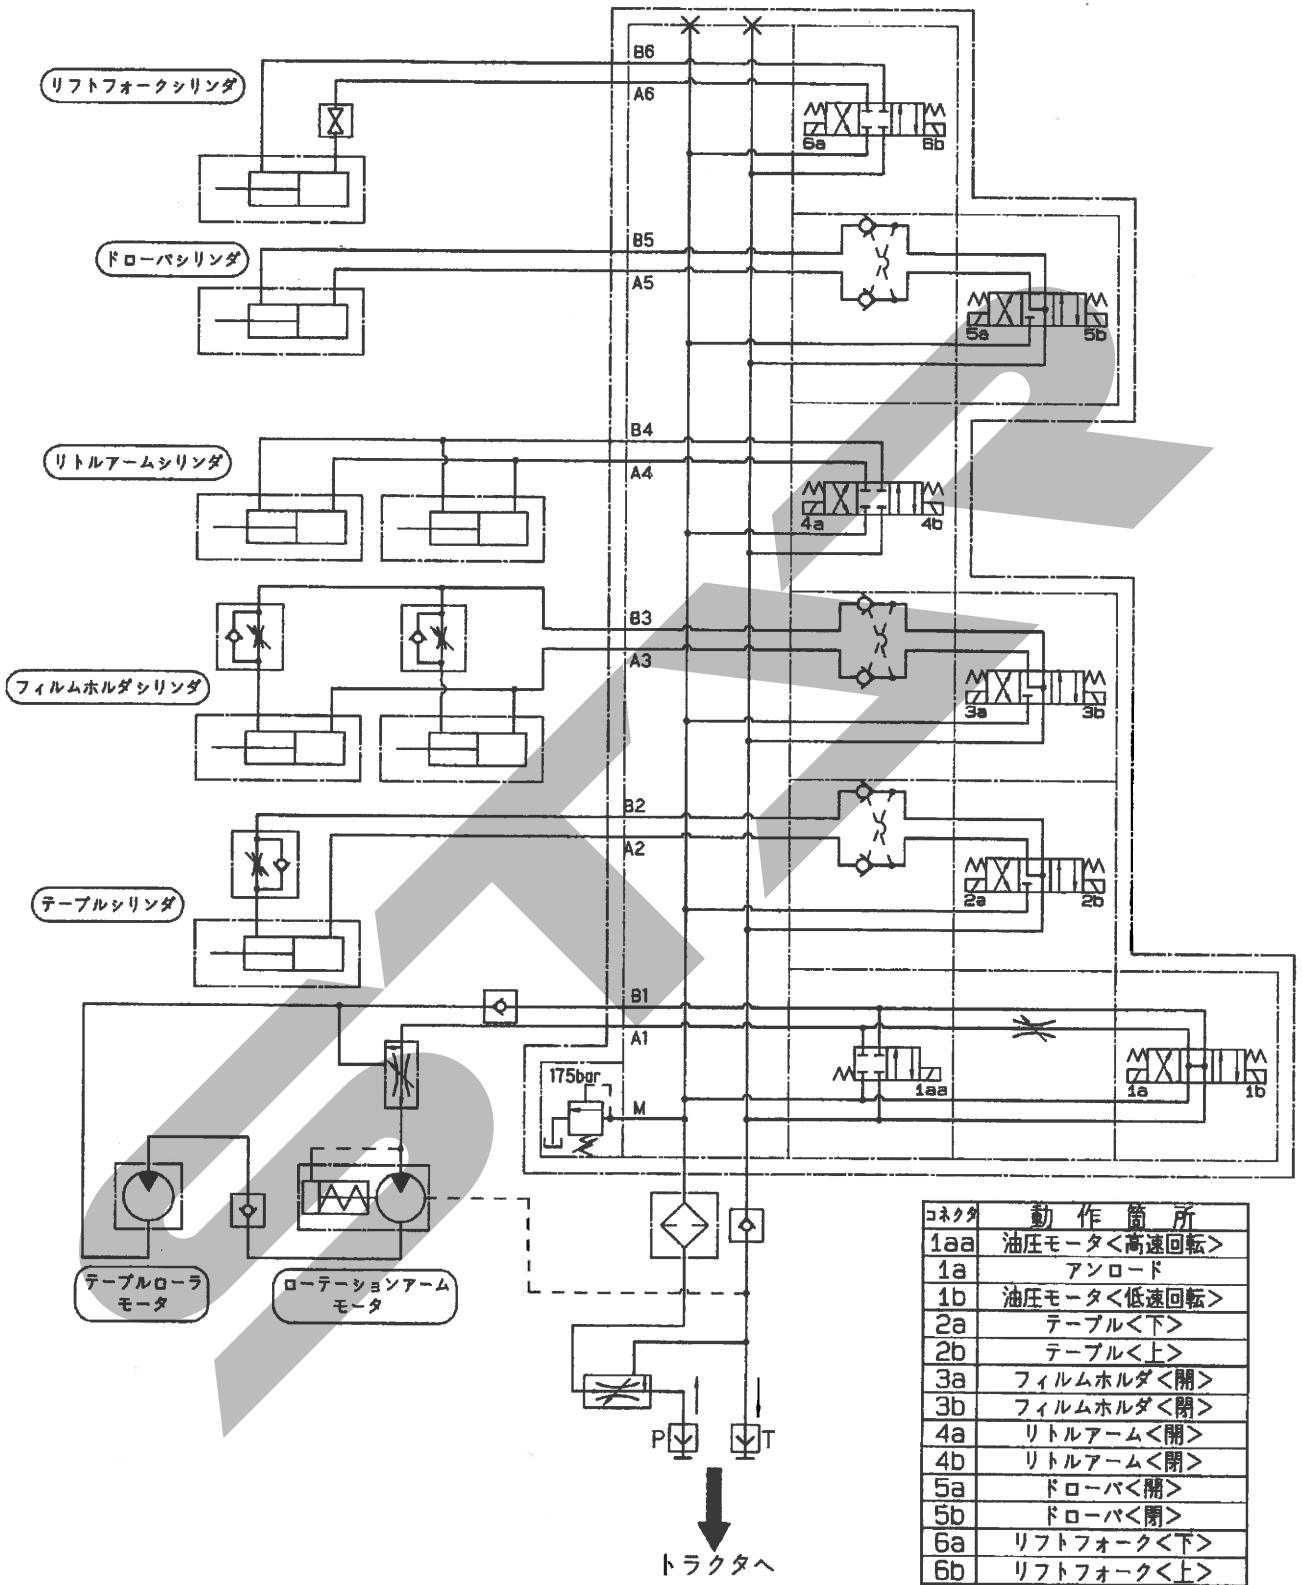 B6
リフトフォークシリンダ
A6
6a
6b
B5
ドローバシリンダ
A5
5a
5b
B4
リトルアームシリンダ
A4
4a
4b
B3
A3
フィルムホルダシリンダ
3a
3b
B2
A2
テーブルシリンダ
2a
2b
B1
A1
175bar
1aa
1a
1b
M
テーブルローラ
モータ
ローテーションアーム
モータ
P
T
トラクタへ
コネクタ 動作箇所
1aa 油圧モータ<高速回転>
1a アンロード
1b 油圧モータ<低速回転>
2a テーブル<下>
2b テーブル<上>
3a フィルムホルダ<開>
3b フィルムホルダ<閉>
4a リトルアーム<開>
4b リトルアーム<閉>
5a ドローバ<開>
5b ドローバ<閉>
6a リフトフォーク<下>
6b リフトフォーク<上>
STAR